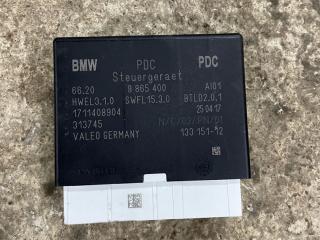 BMW PDC PDC
Steuergeraet
66.20 9 865 400 AI01
HWEL3.1.0 SWFL15.3.0 BTLD2.0.1
1711408904 25.04.17
313745
VALEO GERMANY 133 151-12